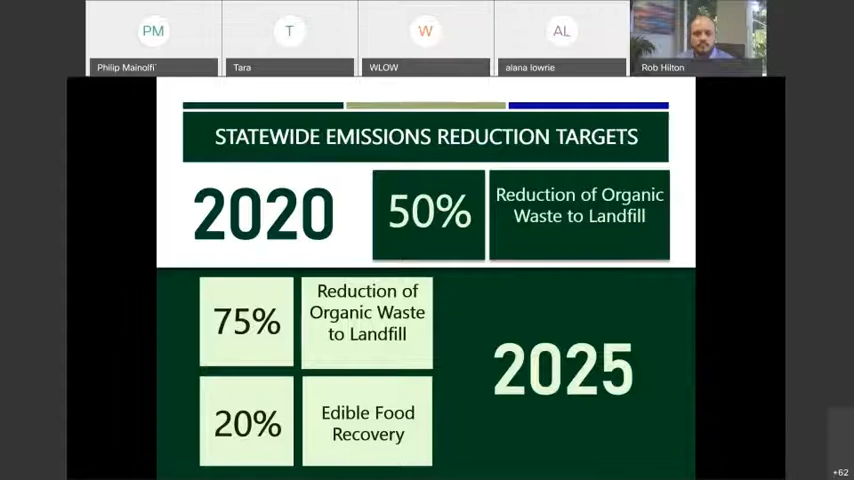 PM
T
W
AL
Philip Mainolfi
Tara
WLOW
alana lowrie
Rob Hilton
STATEWIDE EMISSIONS REDUCTION TARGETS
2020
50%
Reduction of Organic
Waste to Landfill
75%
Reduction of
Organic Waste
to Landfill
2025
20%
Edible Food
Recovery
+62